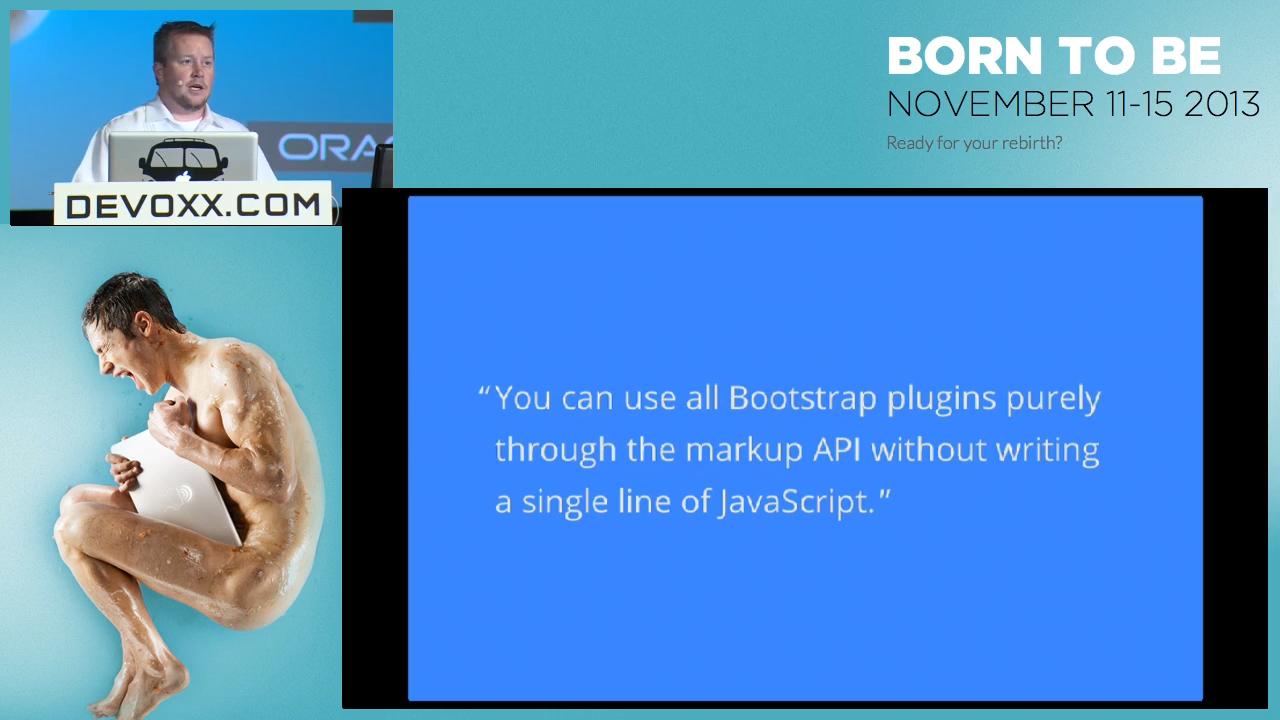 BORN TO BE
NOVEMBER 11-15 2013
Ready for your rebirth?
ORA
DEVOXX.COM
“You can use all Bootstrap plugins purely
through the markup API without writing
a single line of JavaScript.”